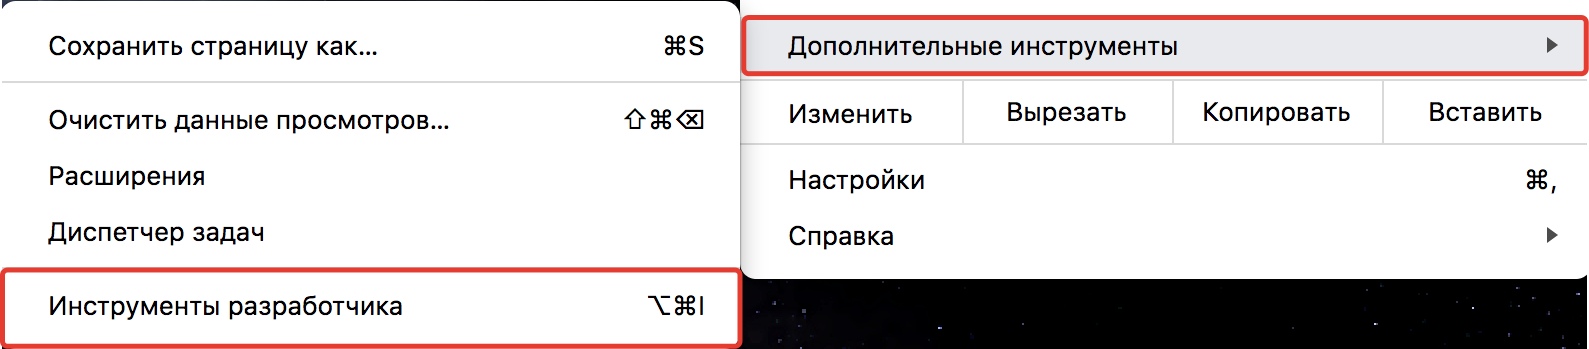 Сохранить страницу как... ⌘S
Очистить данные просмотров... ⇧⌘⌫
Расширения
Диспетчер задач
Инструменты разработчика ⌥⌘I
Дополнительные инструменты ▶
Изменить Вырезать Копировать Вставить
Настройки ⌘,
Справка ▶